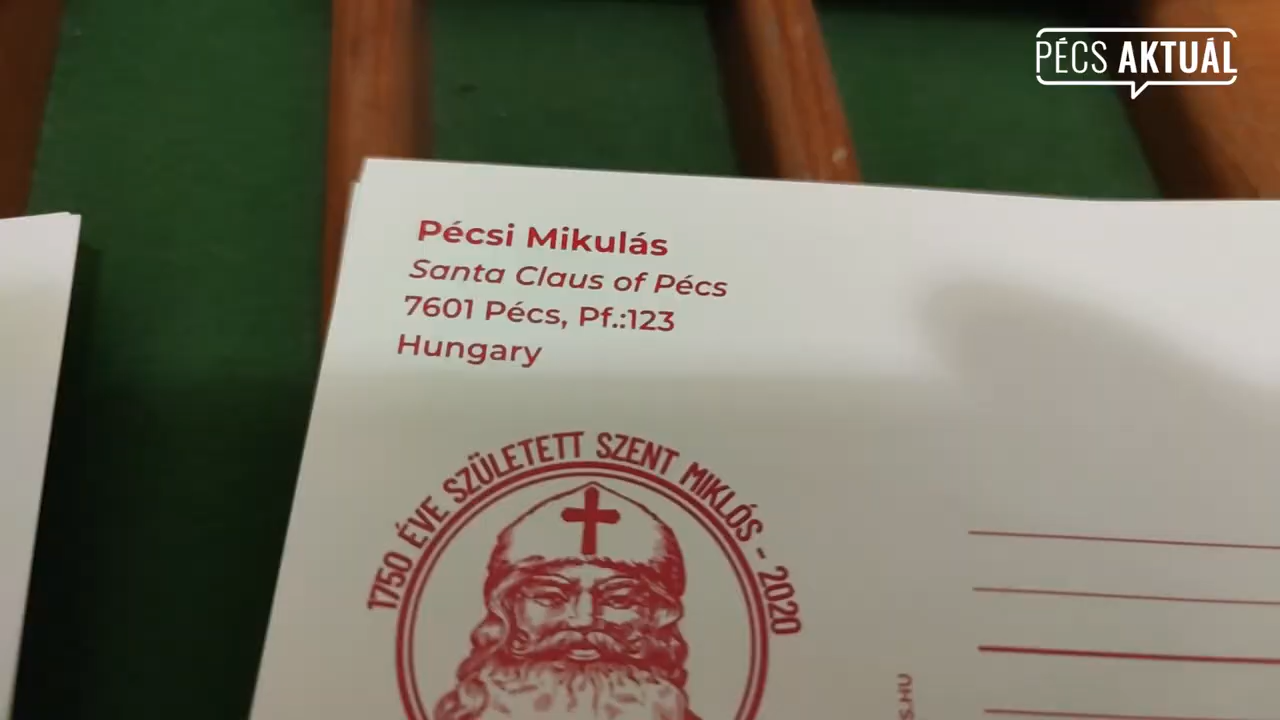 PÉCS AKTUÁL
Pécsi Mikulás
Santa Claus of Pécs
7601 Pécs, Pf.:123
Hungary
1750 ÉVE SZÜLETETT SZENT MIKLÓS - 2020
S.HU